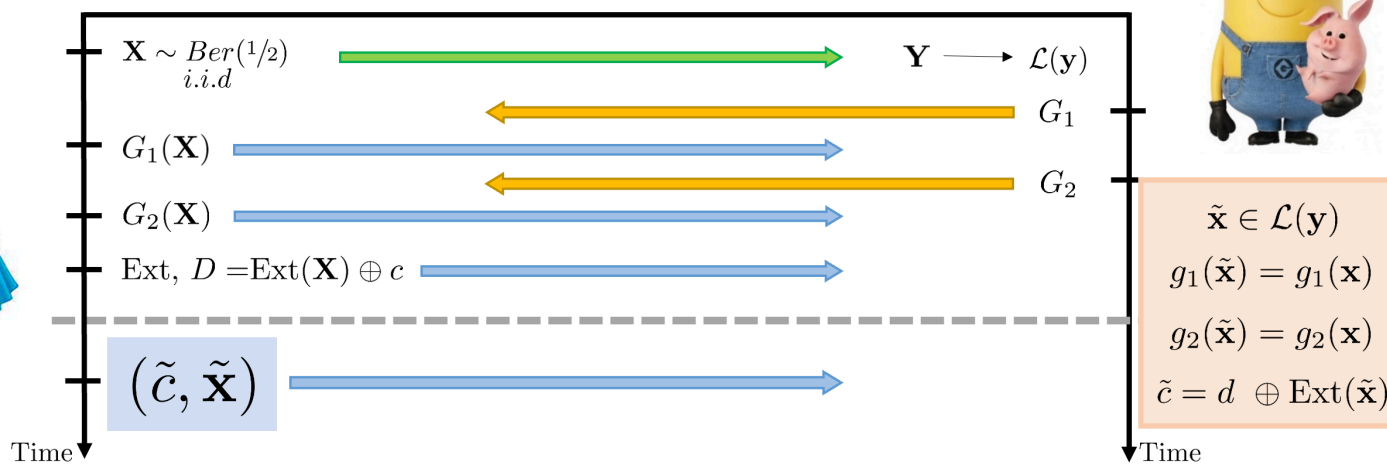 X ∼ Ber(1/2)
i.i.d
Y → 𝓛(y)
G₁
G₁(X)
G₂
G₂(X)
Ext, D =Ext(X) ⊕ c
(c̃, x̃)
x̃ ∈ 𝓛(y)
g₁(x̃) = g₁(x)
g₂(x̃) = g₂(x)
c̃ = d ⊕ Ext(x̃)
Time
Time